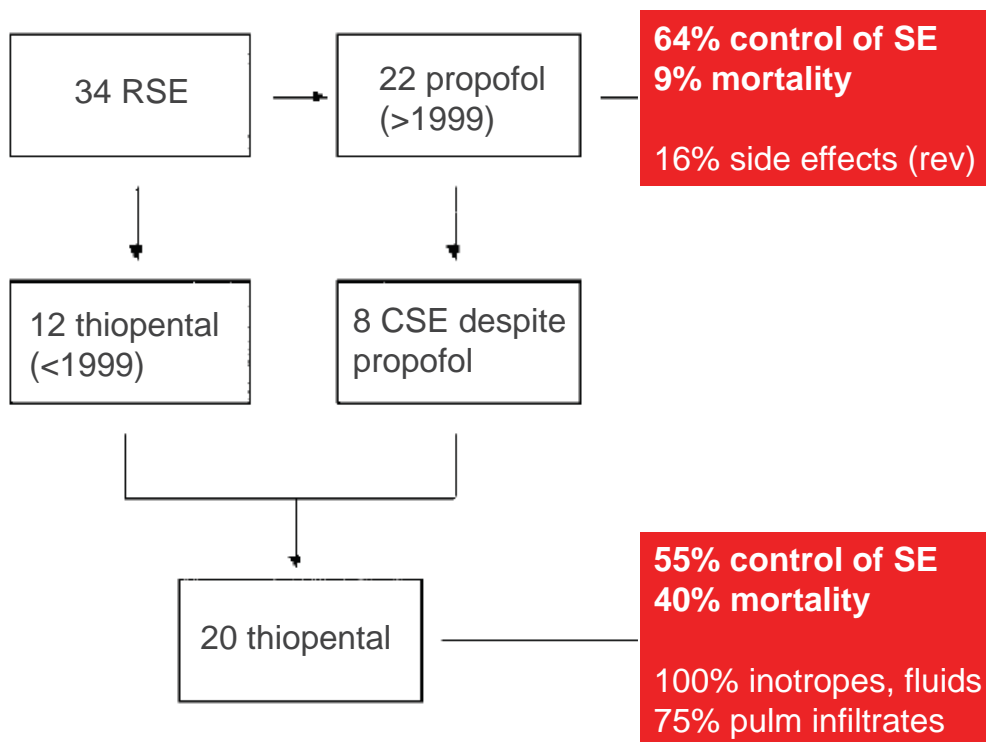 34 RSE
22 propofol
(>1999)
64% control of SE
9% mortality
16% side effects (rev)
12 thiopental
(<1999)
8 CSE despite
propofol
20 thiopental
55% control of SE
40% mortality
100% inotropes, fluids
75% pulm infiltrates